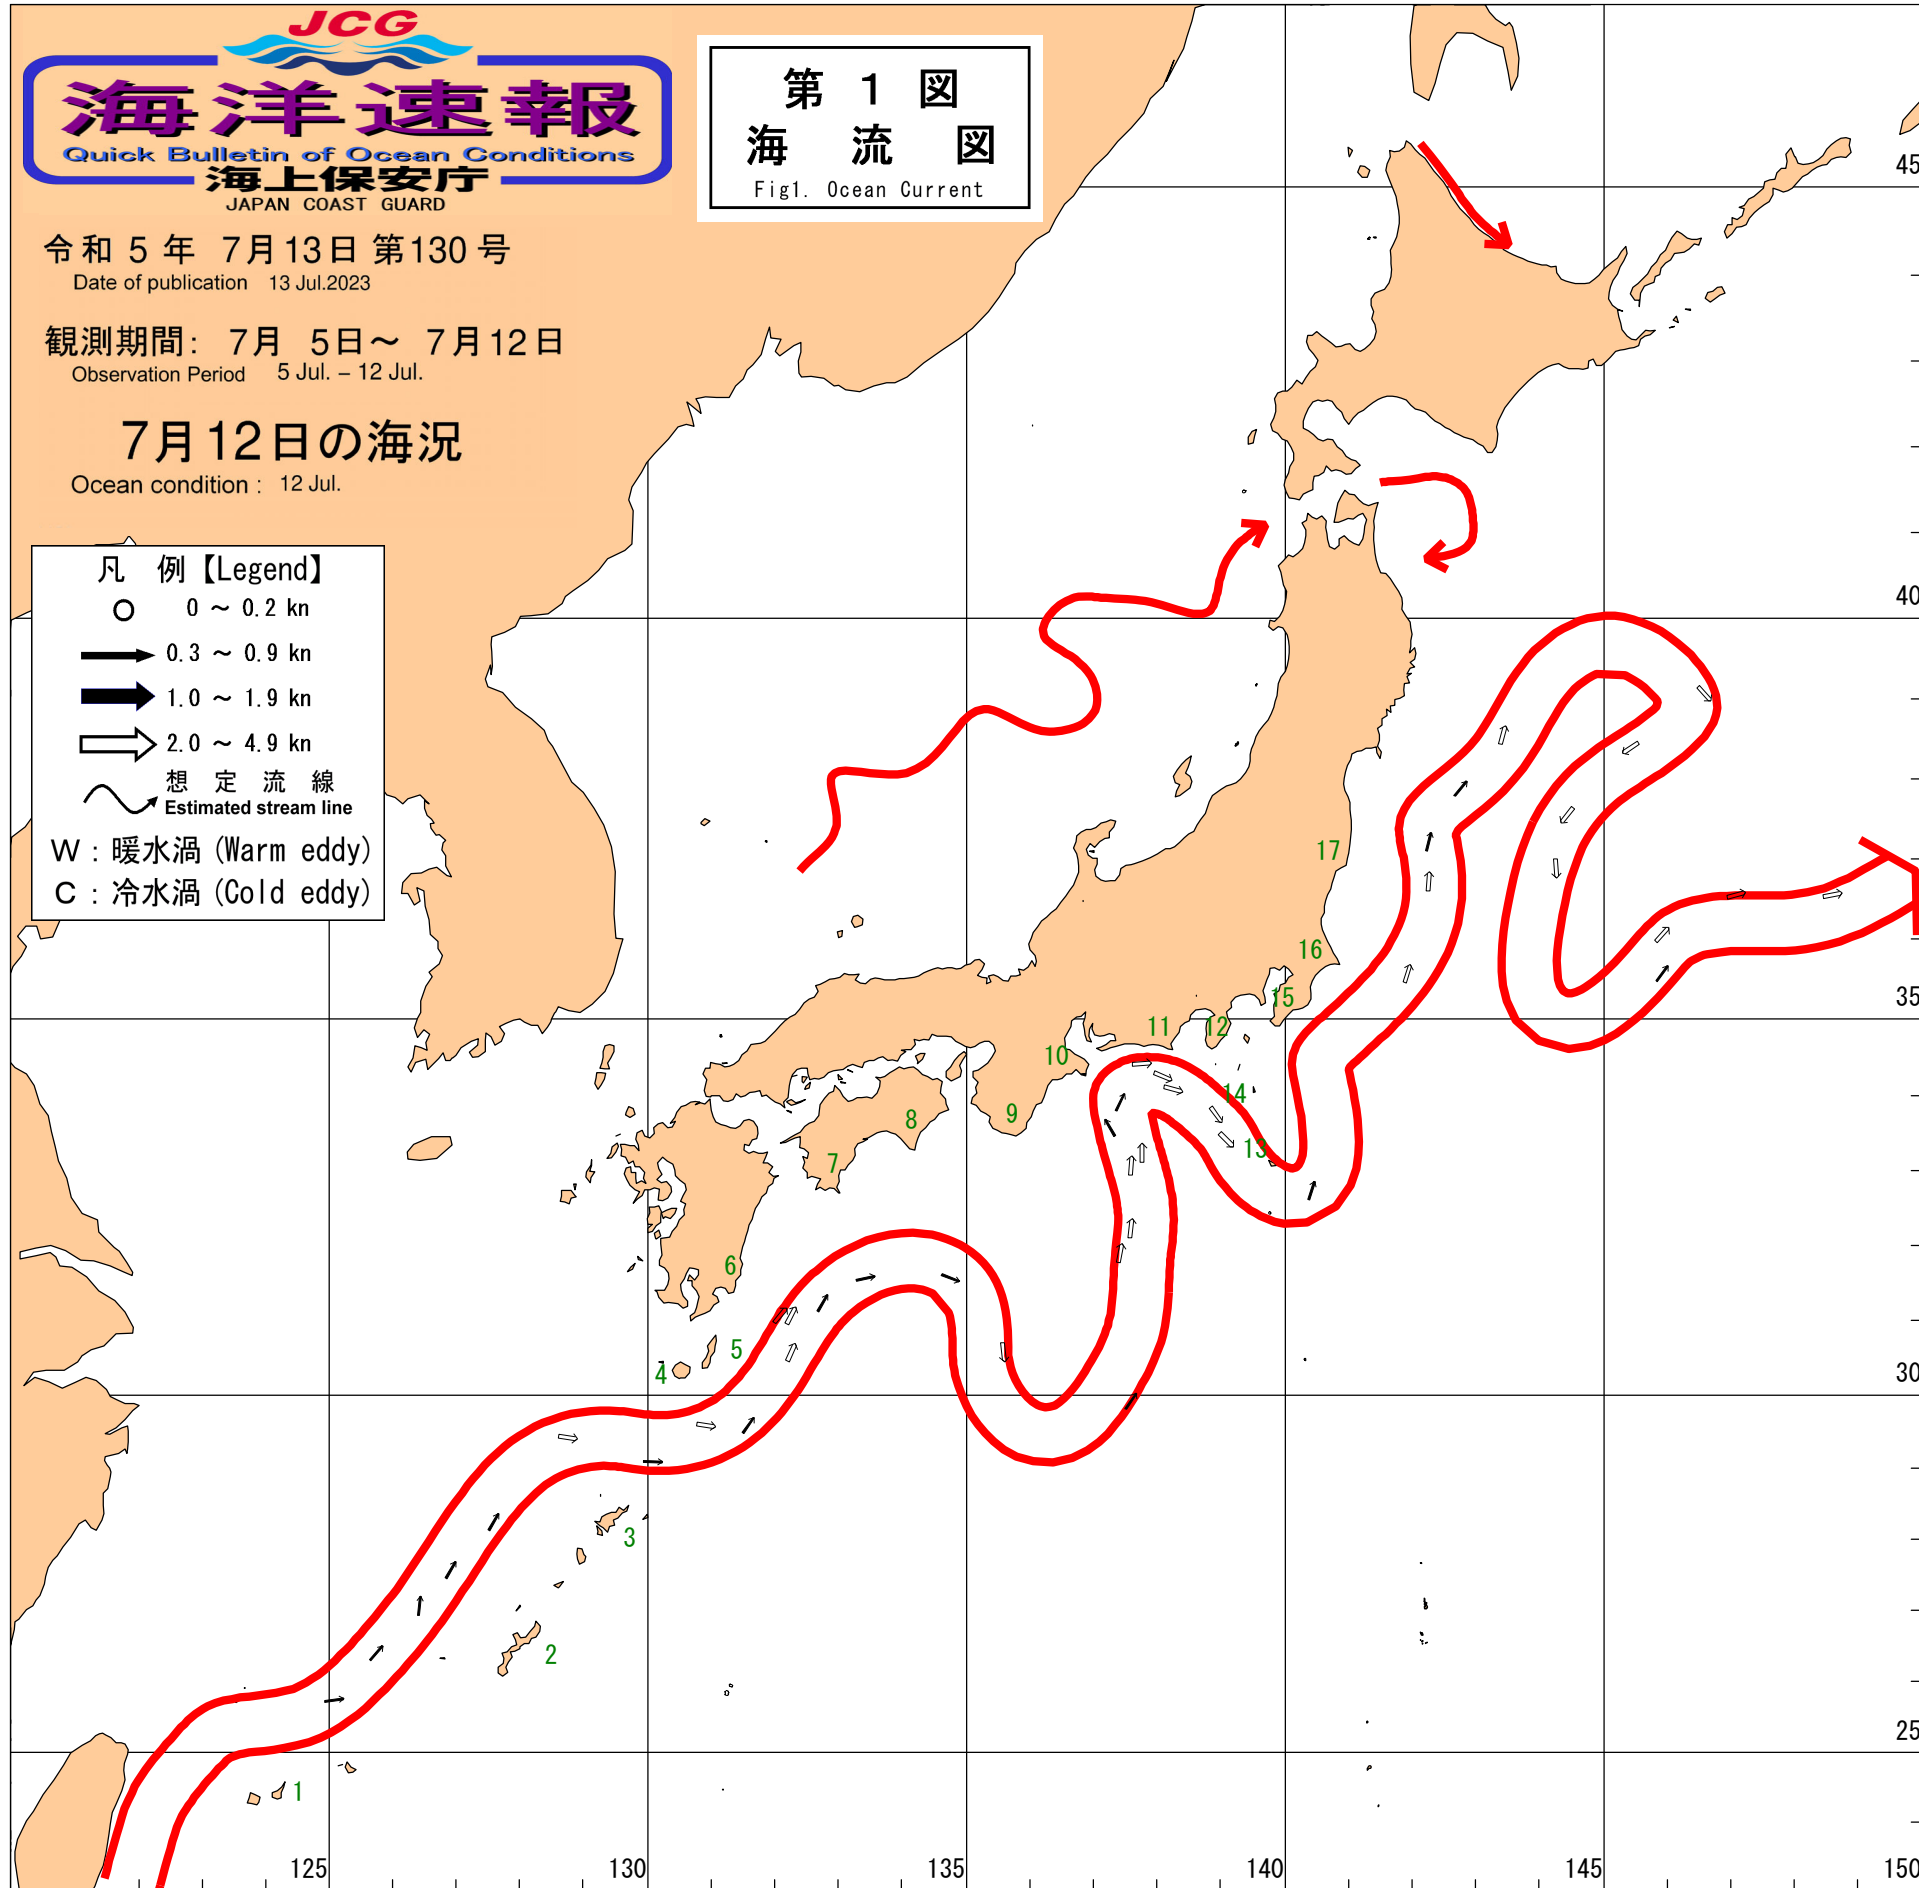 JCG
海洋速報
Quick Bulletin of Ocean Conditions
海上保安庁
JAPAN COAST GUARD
第 1 図
海 流 図
Fig1. Ocean Current
令和 5 年 7月13日 第130号
Date of publication 13 Jul.2023
観測期間: 7月 5日～ 7月12日
Observation Period 5 Jul. – 12 Jul.
7月12日の海況
Ocean condition : 12 Jul.
凡 例【Legend】
0 ～ 0.2 kn
0.3 ～ 0.9 kn
1.0 ～ 1.9 kn
2.0 ～ 4.9 kn
想 定 流 線
Estimated stream line
W : 暖水渦 (Warm eddy)
C : 冷水渦 (Cold eddy)
45
40
17
16
15
35
11
12
10
14
9
8
13
7
6
5
4
30
3
2
25
1
125
130
135
140
145
150